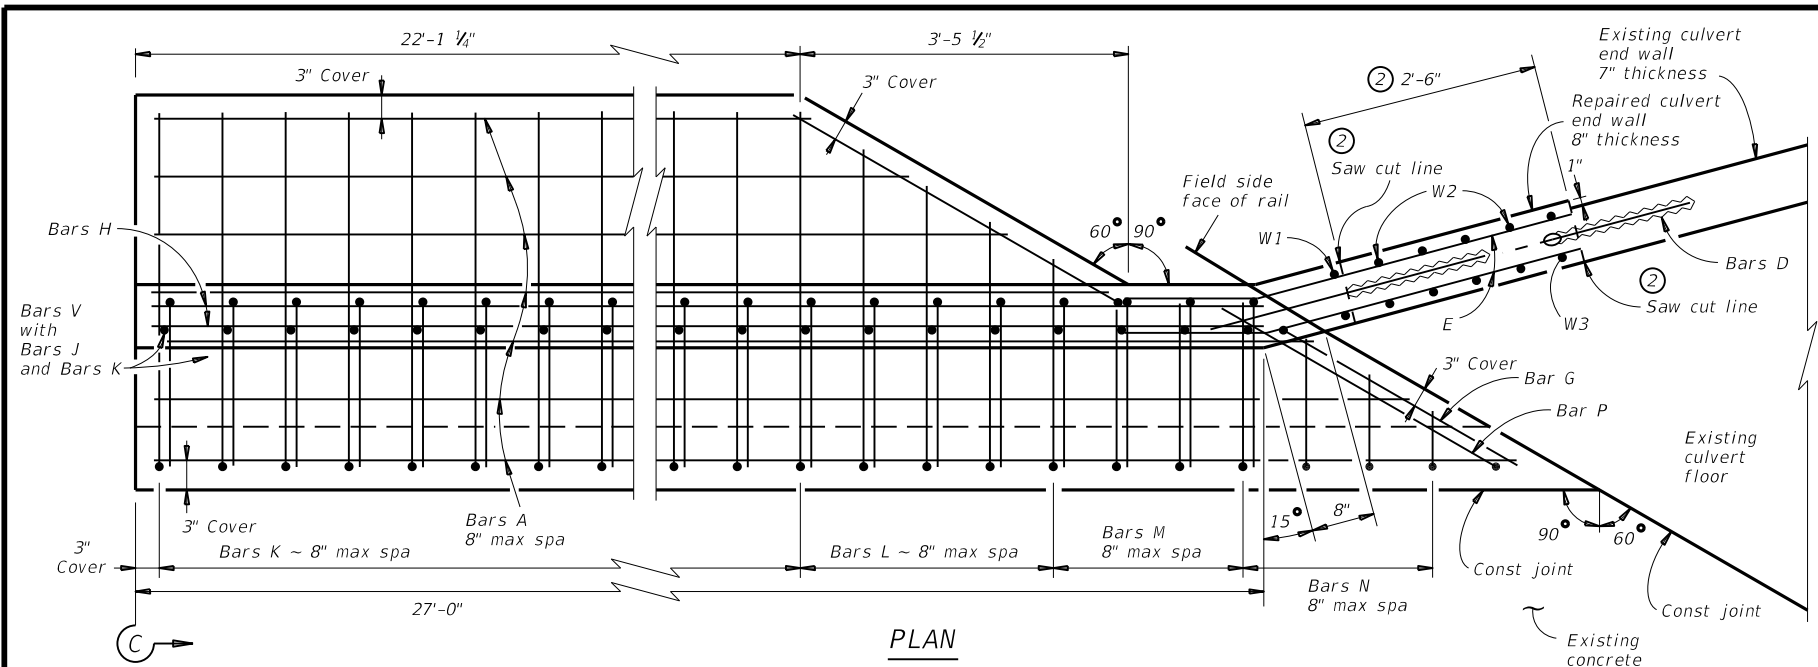 22'-1 ¼"
3'-5 ½"
3" Cover
3" Cover
② 2'-6"
Existing culvert
end wall
7" thickness
Repaired culvert
end wall
8" thickness
②
Saw cut line
1"
W2
Field side
face of rail
60° 90°
W1
Bars H
Bars D
②
Saw cut line
W3
E
Bars V
with
Bars J
and Bars K
3" Cover
Bar G
Bar P
Existing
culvert
floor
3" Cover
Bars A
8" max spa
15°
8"
90°
60°
3"
Cover
Bars K ~ 8" max spa
Bars L ~ 8" max spa
Bars M
8" max spa
Bars N
8" max spa
Const joint
Const joint
27'-0"
C
PLAN
Existing
concrete